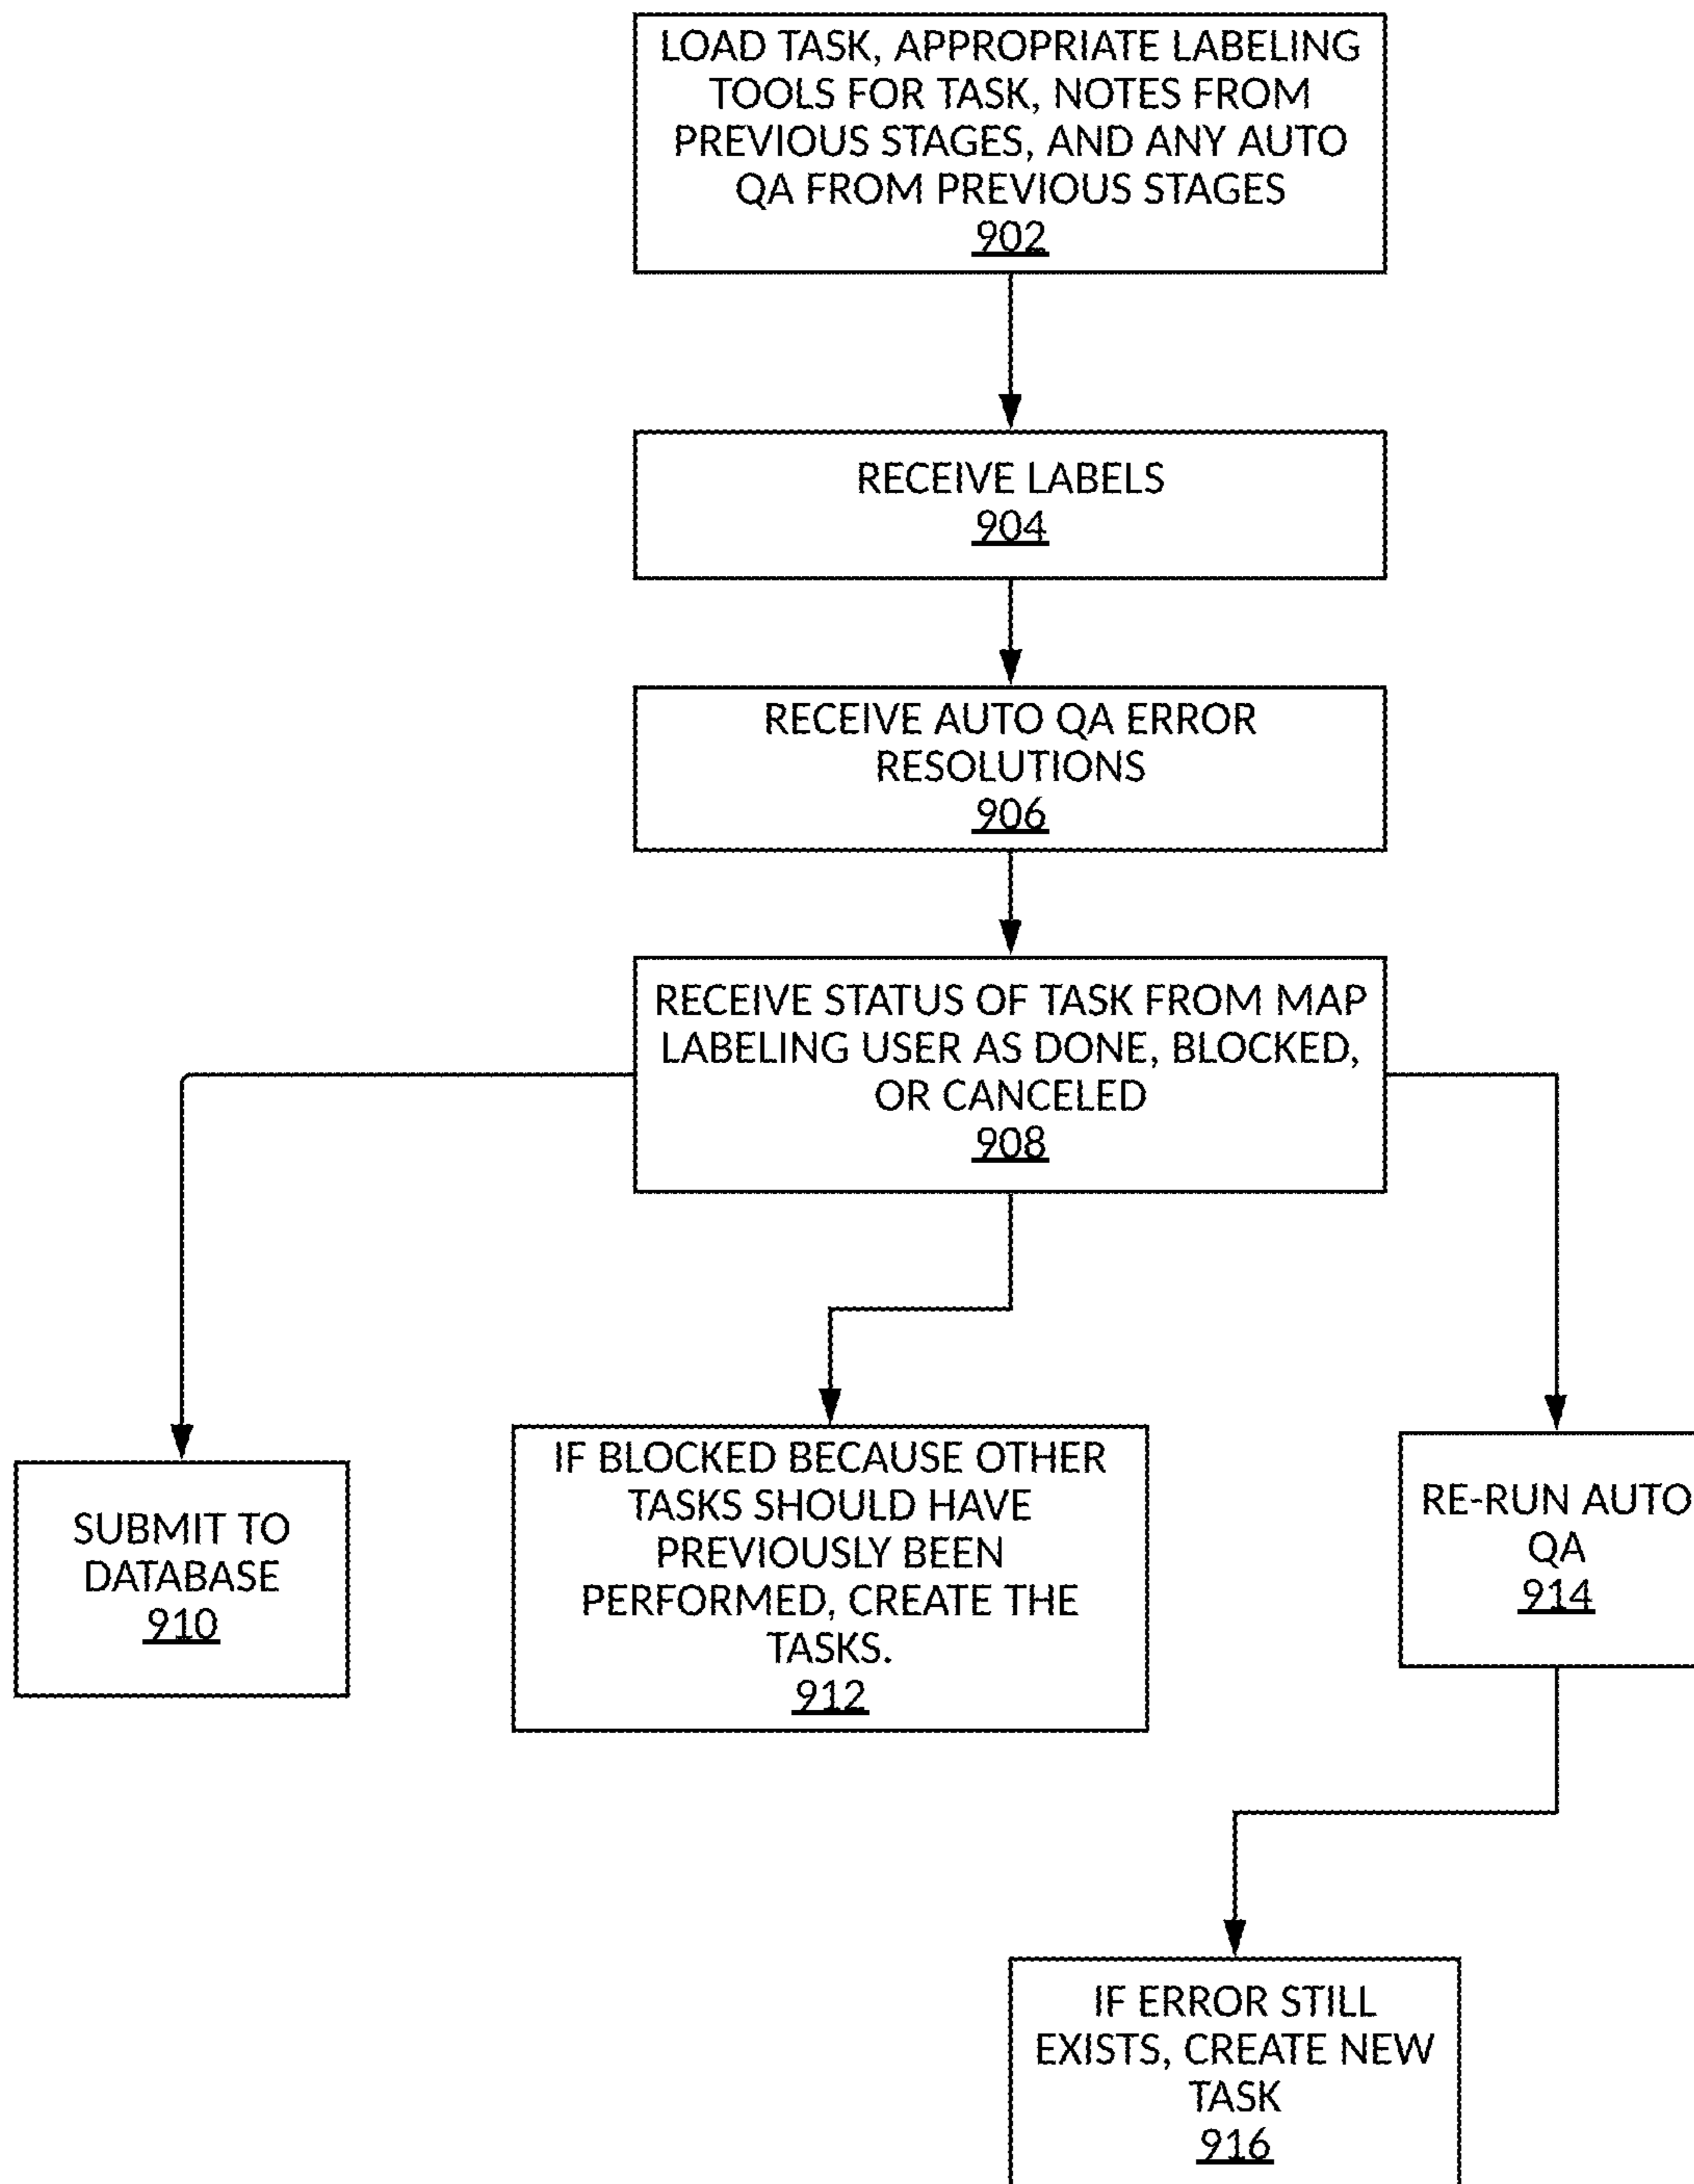 LOAD TASK, APPROPRIATE LABELING
TOOLS FOR TASK, NOTES FROM
PREVIOUS STAGES, AND ANY AUTO
QA FROM PREVIOUS STAGES
902
RECEIVE LABELS
904
RECEIVE AUTO QA ERROR
RESOLUTIONS
906
RECEIVE STATUS OF TASK FROM MAP
LABELING USER AS DONE, BLOCKED,
OR CANCELED
908
SUBMIT TO
DATABASE
910
IF BLOCKED BECAUSE OTHER
TASKS SHOULD HAVE
PREVIOUSLY BEEN
PERFORMED, CREATE THE
TASKS.
912
RE-RUN AUTO
QA
914
IF ERROR STILL
EXISTS, CREATE NEW
TASK
916